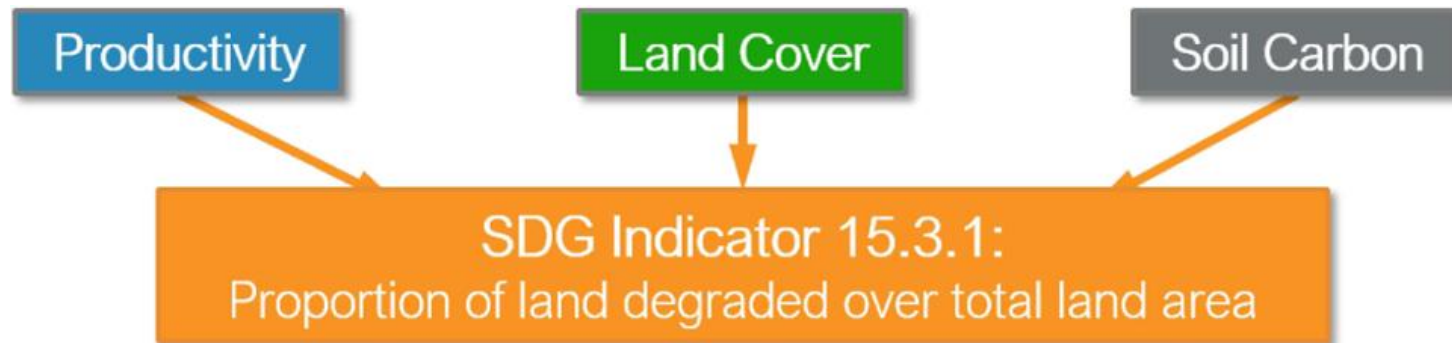 Productivity
Land Cover
Soil Carbon
SDG Indicator 15.3.1:
Proportion of land degraded over total land area